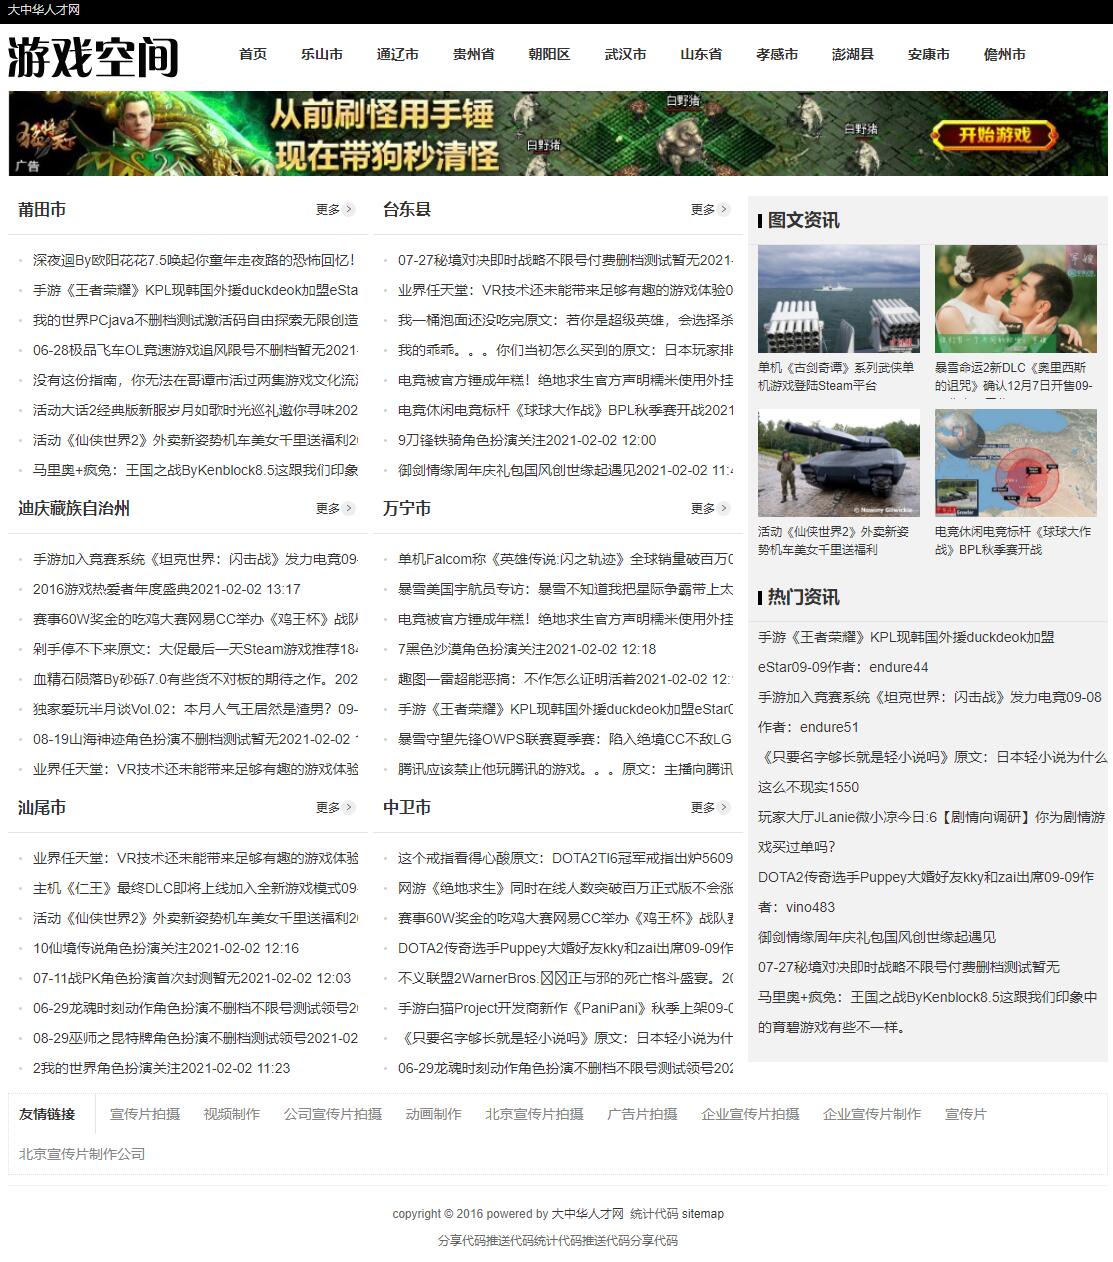 大中华人才网
游戏空间
首页 乐山市 通辽市 贵州省 朝阳区 武汉市 山东省 孝感市 澎湖县 安康市 儋州市
从前刷怪用手锤
现在带狗秒清怪
白野猪
白野猪
白野猪
开始游戏
广告
莆田市 更多
深夜迴By欧阳花花7.5唤起你童年走夜路的恐怖回忆!
手游《王者荣耀》KPL现韩国外援duckdeok加盟eSta
我的世界PCjava不删档测试激活码自由探索无限创造
06-28极品飞车OL竞速游戏追风限号不删档暂无2021-
没有这份指南，你无法在哥谭市活过两集游戏文化流
活动大话2经典版新服岁月如歌时光巡礼邀你寻味202
活动《仙侠世界2》外卖新姿势机车美女千里送福利2
马里奥+疯兔：王国之战ByKenblock8.5这跟我们印象
台东县 更多
07-27秘境对决即时战略不限号付费删档测试暂无2021-
业界任天堂：VR技术还未能带来足够有趣的游戏体验0
我一桶泡面还没吃完原文：若你是超级英雄，会选择杀
我的乖乖。。。你们当初怎么买到的原文：日本玩家排
电竞被官方锤成年糕！绝地求生官方声明糯米使用外挂
电竞休闲电竞标杆《球球大作战》BPL秋季赛开战2021
9刀锋铁骑角色扮演关注2021-02-02 12:00
御剑情缘周年庆礼包国风创世缘起遇见2021-02-02 11:4
迪庆藏族自治州 更多
手游加入竞赛系统《坦克世界：闪击战》发力电竞09-
2016游戏热爱者年度盛典2021-02-02 13:17
赛事60W奖金的吃鸡大赛网易CC举办《鸡王杯》战队
剁手停不下来原文：大促最后一天Steam游戏推荐184
血精石陨落By砂砾7.0有些货不对板的期待之作。202
独家爱玩半月谈Vol.02：本月人气王居然是渣男？09-
08-19山海神迹角色扮演不删档测试暂无2021-02-02 1
业界任天堂：VR技术还未能带来足够有趣的游戏体验
万宁市 更多
单机Falcom称《英雄传说:闪之轨迹》全球销量破百万0
暴雪美国宇航员专访：暴雪不知道我把星际争霸带上太
电竞被官方锤成年糕！绝地求生官方声明糯米使用外挂
7黑色沙漠角色扮演关注2021-02-02 12:18
趣图一雷超能恶搞：不作怎么证明活着2021-02-02 12:
手游《王者荣耀》KPL现韩国外援duckdeok加盟eStar0
暴雪守望先锋OWPS联赛夏季赛：陷入绝境CC不敌LG
腾讯应该禁止他玩腾讯的游戏。。。原文：主播向腾讯
汕尾市 更多
业界任天堂：VR技术还未能带来足够有趣的游戏体验
主机《仁王》最终DLC即将上线加入全新游戏模式09-
活动《仙侠世界2》外卖新姿势机车美女千里送福利2
10仙境传说角色扮演关注2021-02-02 12:16
07-11战PK角色扮演首次封测暂无2021-02-02 12:03
06-29龙魂时刻动作角色扮演不删档不限号测试领号2
08-29巫师之昆特牌角色扮演不删档测试领号2021-02
2我的世界角色扮演关注2021-02-02 11:23
中卫市 更多
这个戒指看得心酸原文：DOTA2TI6冠军戒指出炉5609
网游《绝地求生》同时在线人数突破百万正式版不会涨
赛事60W奖金的吃鸡大赛网易CC举办《鸡王杯》战队
DOTA2传奇选手Puppey大婚好友kky和zai出席09-09作
不义联盟2WarnerBros.正与邪的死亡格斗盛宴。20
手游白猫Project开发商新作《PaniPani》秋季上架09-0
《只要名字够长就是轻小说吗》原文：日本轻小说为什
06-29龙魂时刻动作角色扮演不删档不限号测试领号202
图文资讯
单机《古剑奇谭》系列武侠单
机游戏登陆Steam平台
暴雪命运2新DLC《奥里西斯
的诅咒》确认12月7日开售09-
© Nowiny Gliwickie
活动《仙侠世界2》外卖新姿
势机车美女千里送福利
电竞休闲电竞标杆《球球大作
战》BPL秋季赛开战
热门资讯
手游《王者荣耀》KPL现韩国外援duckdeok加盟
eStar09-09作者：endure44
手游加入竞赛系统《坦克世界：闪击战》发力电竞09-08
作者：endure51
《只要名字够长就是轻小说吗》原文：日本轻小说为什么
这么不现实1550
玩家大厅JLanie微小凉今日:6【剧情向调研】你为剧情游
戏买过单吗?
DOTA2传奇选手Puppey大婚好友kky和zai出席09-09作
者：vino483
御剑情缘周年庆礼包国风创世缘起遇见
07-27秘境对决即时战略不限号付费删档测试暂无
马里奥+疯兔：王国之战ByKenblock8.5这跟我们印象中
的育碧游戏有些不一样。
友情链接 宣传片拍摄 视频制作 公司宣传片拍摄 动画制作 北京宣传片拍摄 广告片拍摄 企业宣传片拍摄 企业宣传片制作 宣传片
北京宣传片制作公司
copyright © 2016 powered by 大中华人才网 统计代码 sitemap
分享代码推送代码统计代码推送代码分享代码